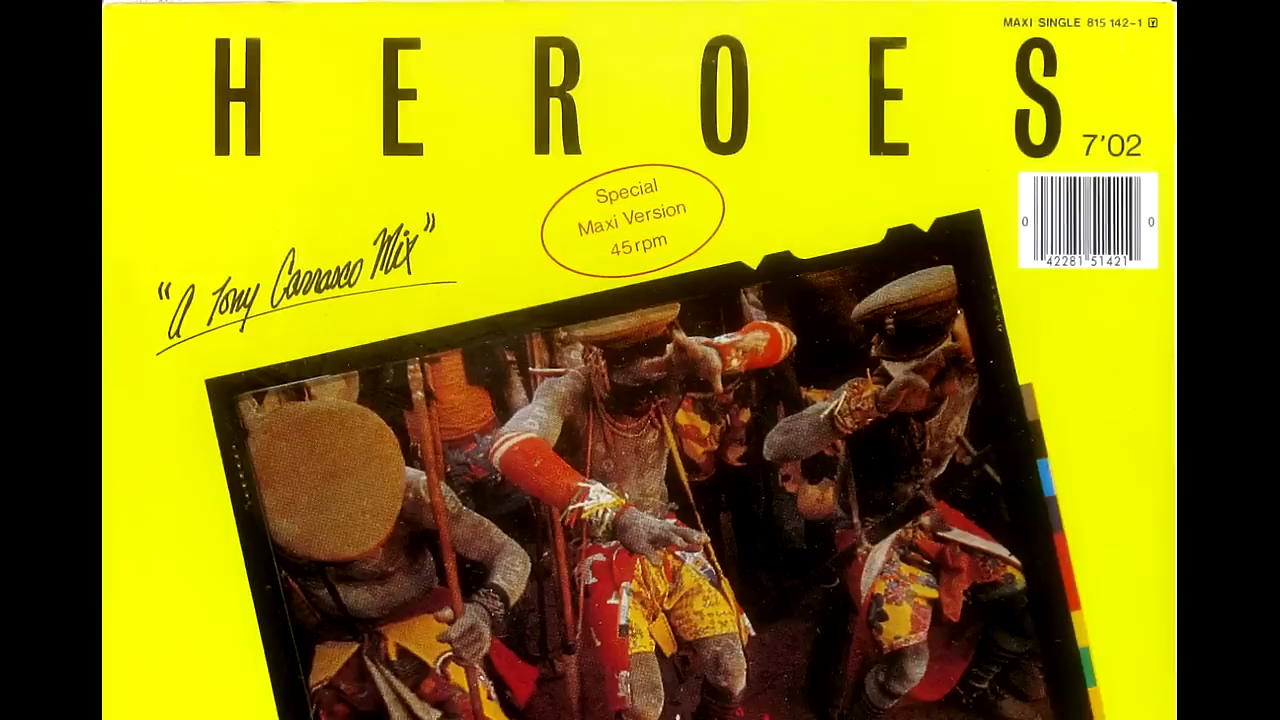 MAXI SINGLE 815 142-1 Y
HEROES
7'02
Special
Maxi Version
45 rpm
"A Tony Carrasco Mix"
0 42281 51421 0